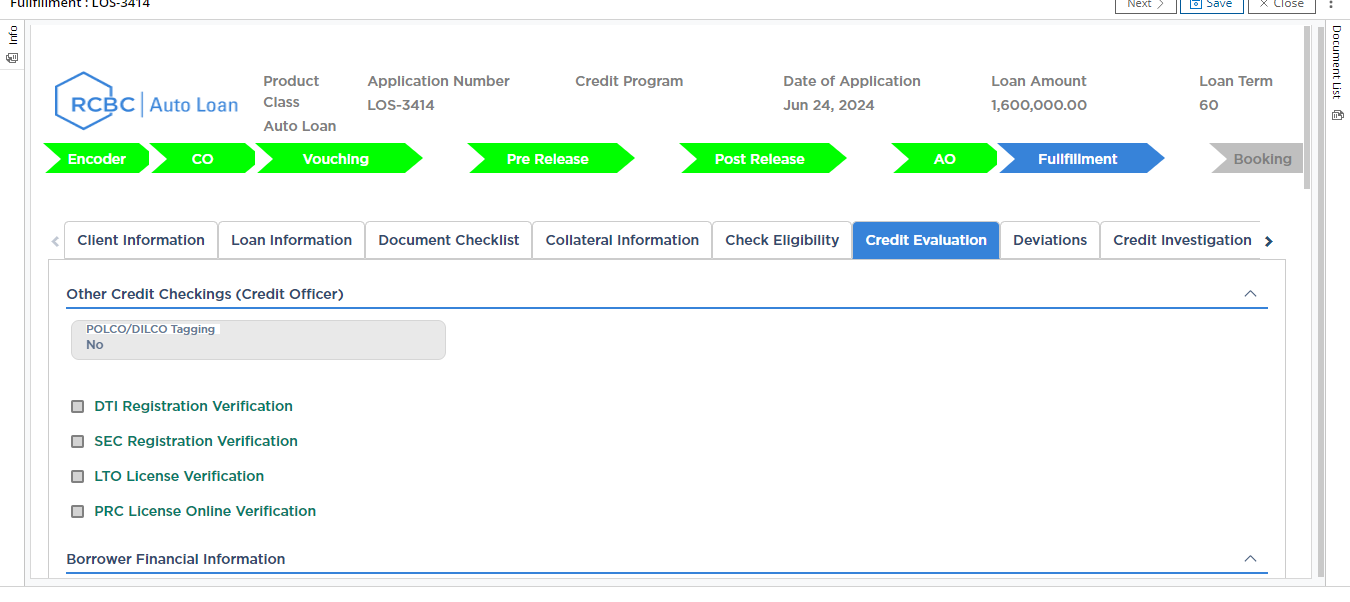 Fullfillment : LOS-3414
Next
Save
Close
Info
Document List
RCBC | Auto Loan
Product Class
Auto Loan
Application Number
LOS-3414
Credit Program
Date of Application
Jun 24, 2024
Loan Amount
1,600,000.00
Loan Term
60
Encoder
CO
Vouching
Pre Release
Post Release
AO
Fullfillment
Booking
Client Information
Loan Information
Document Checklist
Collateral Information
Check Eligibility
Credit Evaluation
Deviations
Credit Investigation
Other Credit Checkings (Credit Officer)
POLCO/DILCO Tagging
No
DTI Registration Verification
SEC Registration Verification
LTO License Verification
PRC License Online Verification
Borrower Financial Information